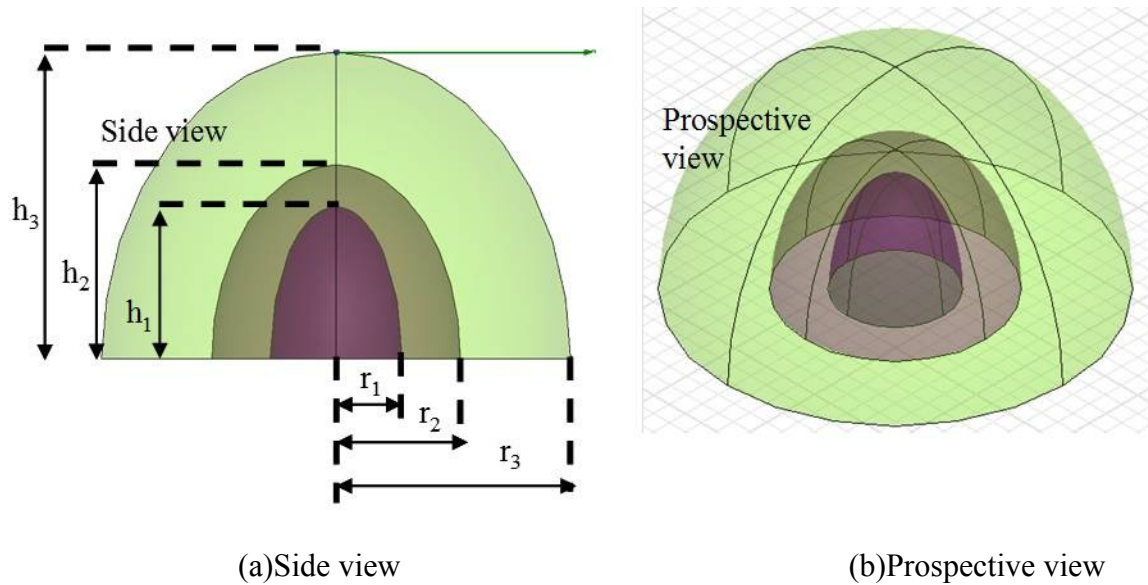 Side view
h₃
h₂
h₁
r₁
r₂
r₃
Prospective
view
(a)Side view
(b)Prospective view